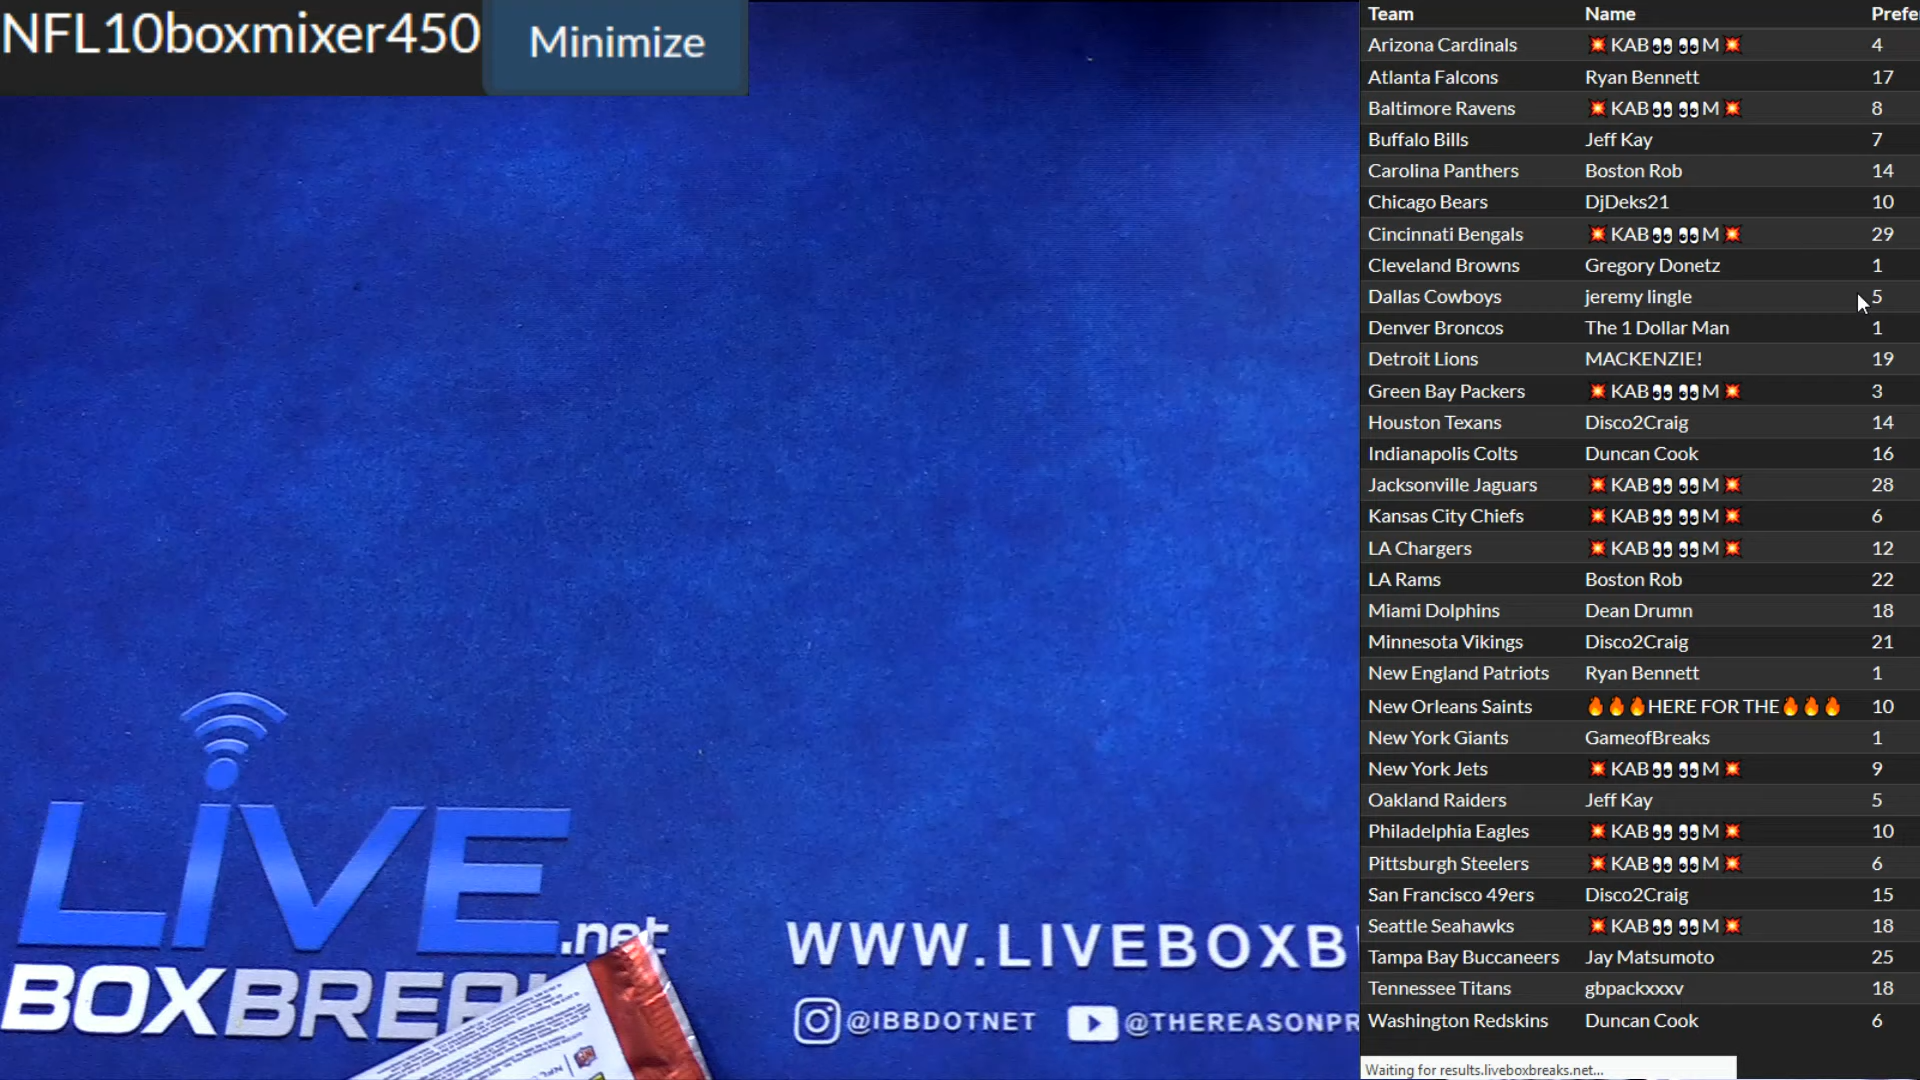 NFL10boxmixer450
Minimize
Team Name Prefe
Arizona Cardinals 💥 KAB👀 👀M 💥 4
Atlanta Falcons Ryan Bennett 17
Baltimore Ravens 💥 KAB👀 👀M 💥 8
Buffalo Bills Jeff Kay 7
Carolina Panthers Boston Rob 14
Chicago Bears DjDeks21 10
Cincinnati Bengals 💥 KAB👀 👀M 💥 29
Cleveland Browns Gregory Donetz 1
Dallas Cowboys jeremy lingle 5
Denver Broncos The 1 Dollar Man 1
Detroit Lions MACKENZIE! 19
Green Bay Packers 💥 KAB👀 👀M 💥 3
Houston Texans Disco2Craig 14
Indianapolis Colts Duncan Cook 16
Jacksonville Jaguars 💥 KAB👀 👀M 💥 28
Kansas City Chiefs 💥 KAB👀 👀M 💥 6
LA Chargers 💥 KAB👀 👀M 💥 12
LA Rams Boston Rob 22
Miami Dolphins Dean Drumn 18
Minnesota Vikings Disco2Craig 21
New England Patriots Ryan Bennett 1
New Orleans Saints 🔥🔥🔥HERE FOR THE🔥🔥🔥 10
New York Giants GameofBreaks 1
New York Jets 💥 KAB👀 👀M 💥 9
Oakland Raiders Jeff Kay 5
Philadelphia Eagles 💥 KAB👀 👀M 💥 10
Pittsburgh Steelers 💥 KAB👀 👀M 💥 6
San Francisco 49ers Disco2Craig 15
Seattle Seahawks 💥 KAB👀 👀M 💥 18
Tampa Bay Buccaneers Jay Matsumoto 25
Tennessee Titans gbpackxxxv 18
Washington Redskins Duncan Cook 6
Waiting for results.liveboxbreaks.net...
LIVE
.net
BOXBREA
WWW.LIVEBOXB
@IBBDOTNET
@THEREASONPR